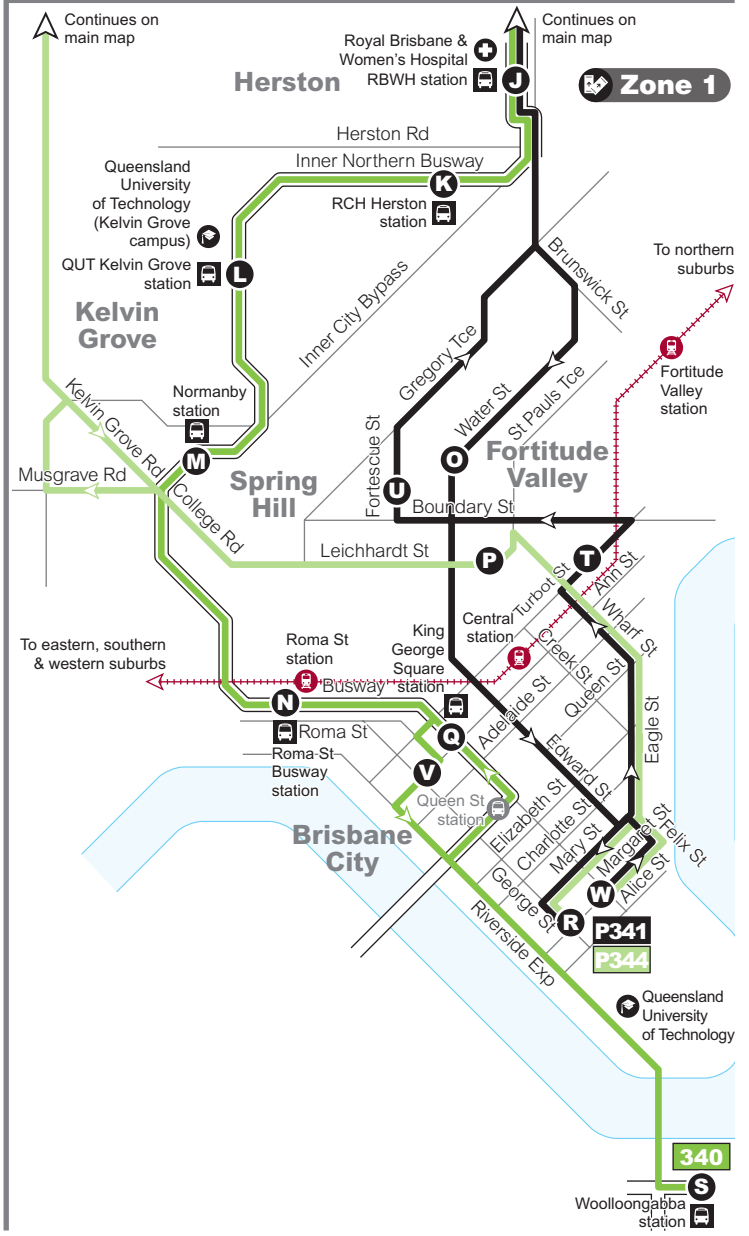 Continues on
main map
Continues on
main map
Royal Brisbane &
Women's Hospital
RBWH station
J
Zone 1
Herston
Herston Rd
Inner Northern Busway
K
RCH Herston
station
Queensland
University
of Technology
(Kelvin Grove
campus)
QUT Kelvin Grove
station
L
Kelvin
Grove
Inner City Bypass
Brunswick St
To northern
suburbs
Fortitude
Valley
station
Gregory Tce
Water St
St Pauls Tce
Kelvin Grove Rd
Normanby
station
M
Musgrave Rd
College Rd
Spring
Hill
Fortescue St
U
O
Fortitude
Valley
Boundary St
Leichhardt St
P
T
Turbot St
Ann St
Wharf St
To eastern, southern
& western suburbs
Roma St
station
King
George
Square
station
Central
station
Creek St
Queen St
Eagle St
Busway
N
Roma St
Roma St
Busway
station
Q
Adelaide St
Edward St
V
Queen St
station
Elizabeth St
Charlotte St
Mary St
Margaret St
Felix St
Alice St
Brisbane
City
George St
W
R
P341
P344
Riverside Exp
Queensland
University
of Technology
340
S
Woolloongabba
station